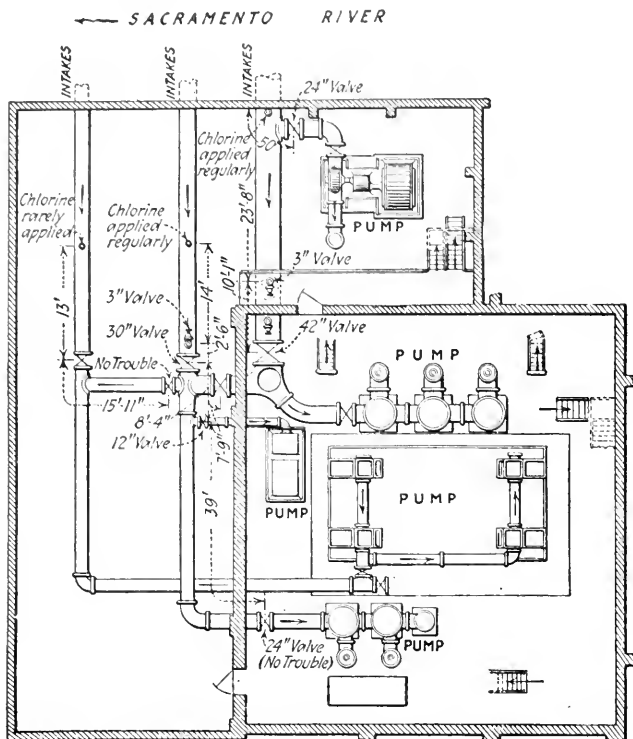 SACRAMENTO RIVER
INTAKES
INTAKES
INTAKES
24" Valve
Chlorine
applied
regularly
50"
23'-8"
PUMP
Chlorine
rarely
applied
Chlorine
applied
regularly
3" Valve
10'-1"
13'
14'
3" Valve
30" Valve
2'-6"
42" Valve
No Trouble
PUMP
15'-11"
8'-4"
12" Valve
7'-9"
39'
PUMP
PUMP
24" Valve
(No Trouble)
PUMP